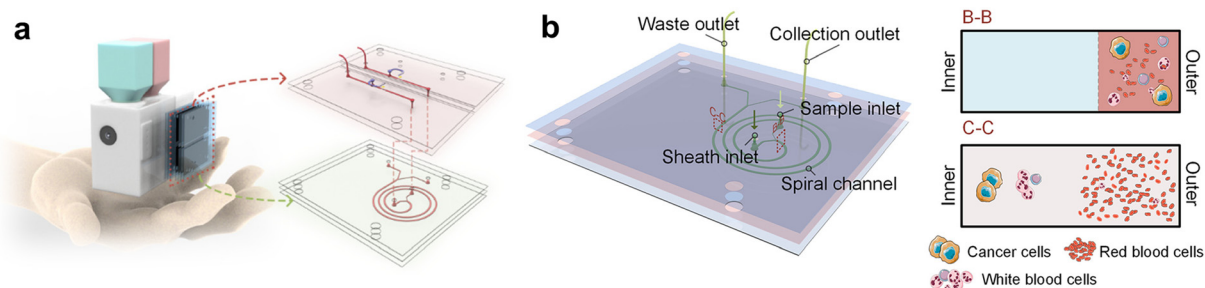 a
b
Waste outlet
Collection outlet
Sample inlet
Sheath inlet
Spiral channel
B-B
Inner
Outer
C-C
Inner
Outer
Cancer cells
Red blood cells
White blood cells